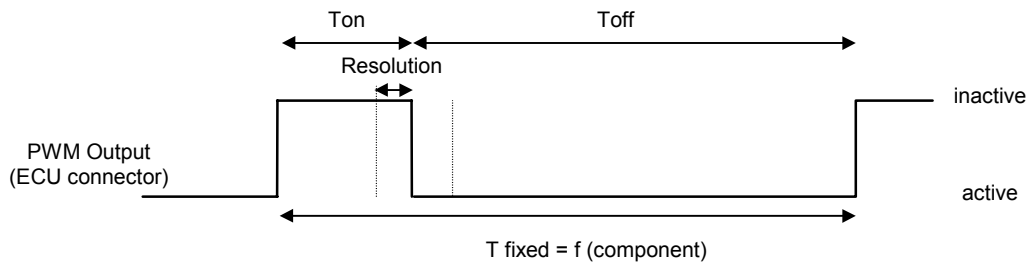 Ton
Toff
Resolution
inactive
PWM Output
(ECU connector)
active
T fixed = f (component)